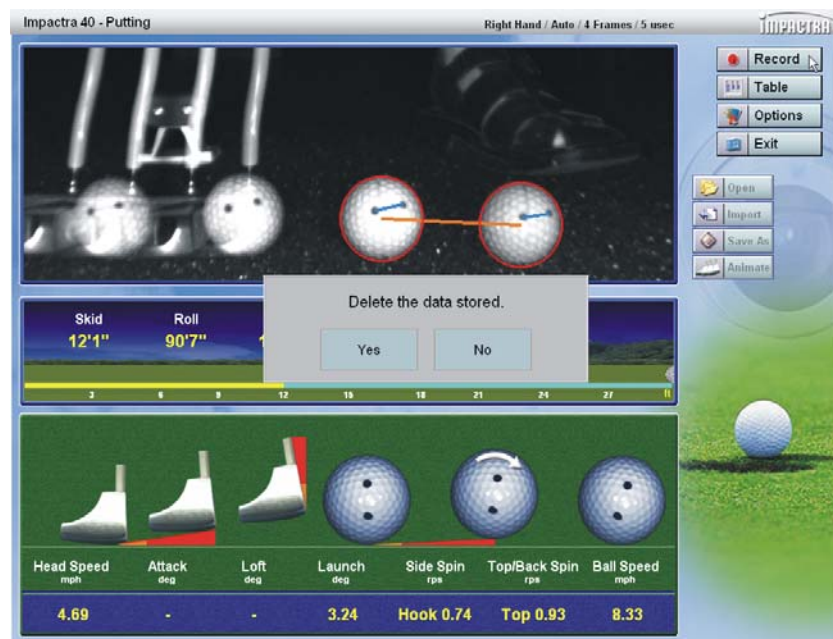 Impactra 40 - Putting
Right Hand / Auto / 4 Frames / 5 usec
IMPACTRA
Record
Table
Options
Exit
Open
Import
Save As
Animate
Delete the data stored.
Yes No
Skid Roll
12'1" 90'7" 1
3 6 9 12 15 18 21 24 27 ft
Head Speed Attack Loft Launch Side Spin Top/Back Spin Ball Speed
mph deg deg deg rps rps mph
4.69 - - 3.24 Hook 0.74 Top 0.93 8.33